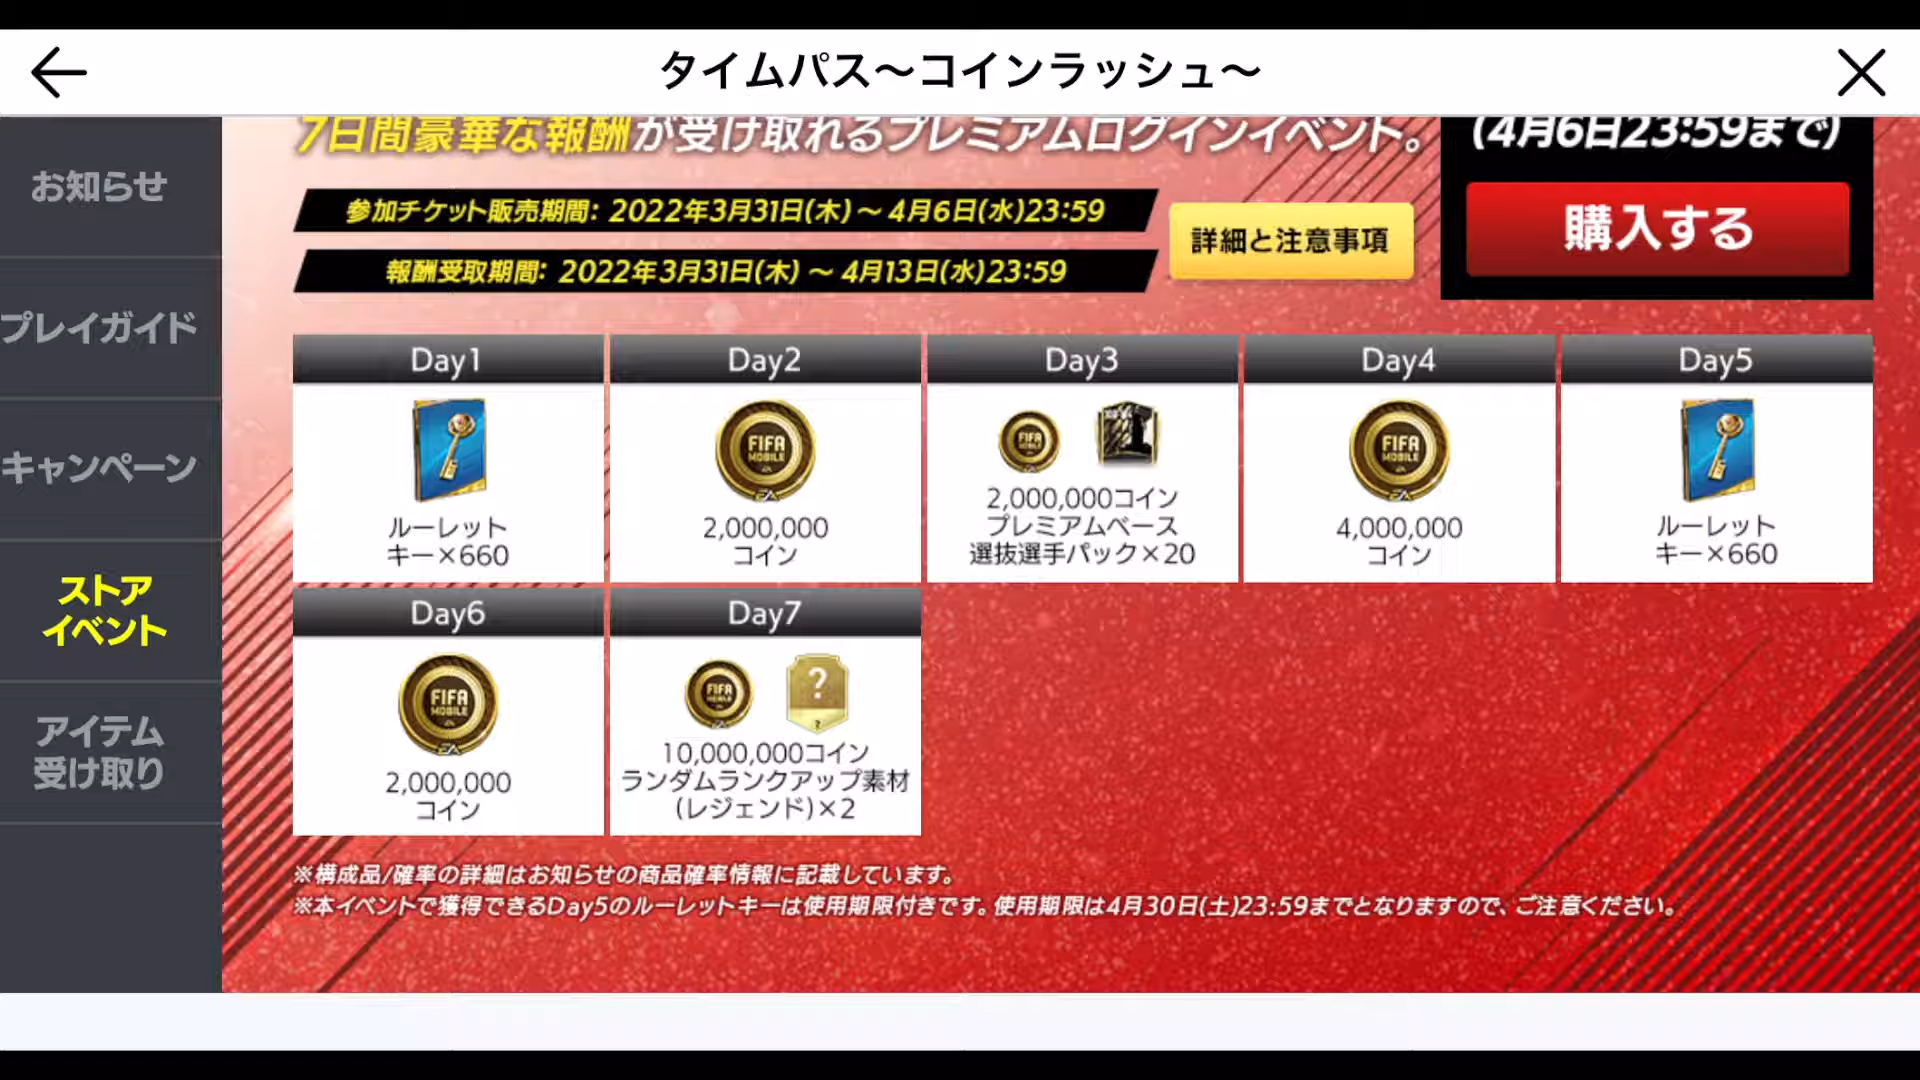 タイムパス～コインラッシュ～
お知らせ
プレイガイド
キャンペーン
ストア
イベント
アイテム
受け取り
7日間豪華な報酬が受け取れるプレミアムログインイベント。
(4月6日23:59まで)
参加チケット販売期間: 2022年3月31日(木)～4月6日(水)23:59
報酬受取期間: 2022年3月31日(木)～4月13日(水)23:59
詳細と注意事項
購入する
Day1
ルーレット
キー×660
Day2
FIFA
MOBILE
EA
2,000,000
コイン
Day3
FIFA
MOBILE
2,000,000コイン
プレミアムベース
選抜選手パック×20
Day4
FIFA
MOBILE
EA
4,000,000
コイン
Day5
ルーレット
キー×660
Day6
FIFA
MOBILE
EA
2,000,000
コイン
Day7
FIFA
MOBILE
?
?
10,000,000コイン
ランダムランクアップ素材
(レジェンド)×2
※構成品/確率の詳細はお知らせの商品確率情報に記載しています。
※本イベントで獲得できるDay5のルーレットキーは使用期限付きです。使用期限は4月30日(土)23:59までとなりますので、ご注意ください。